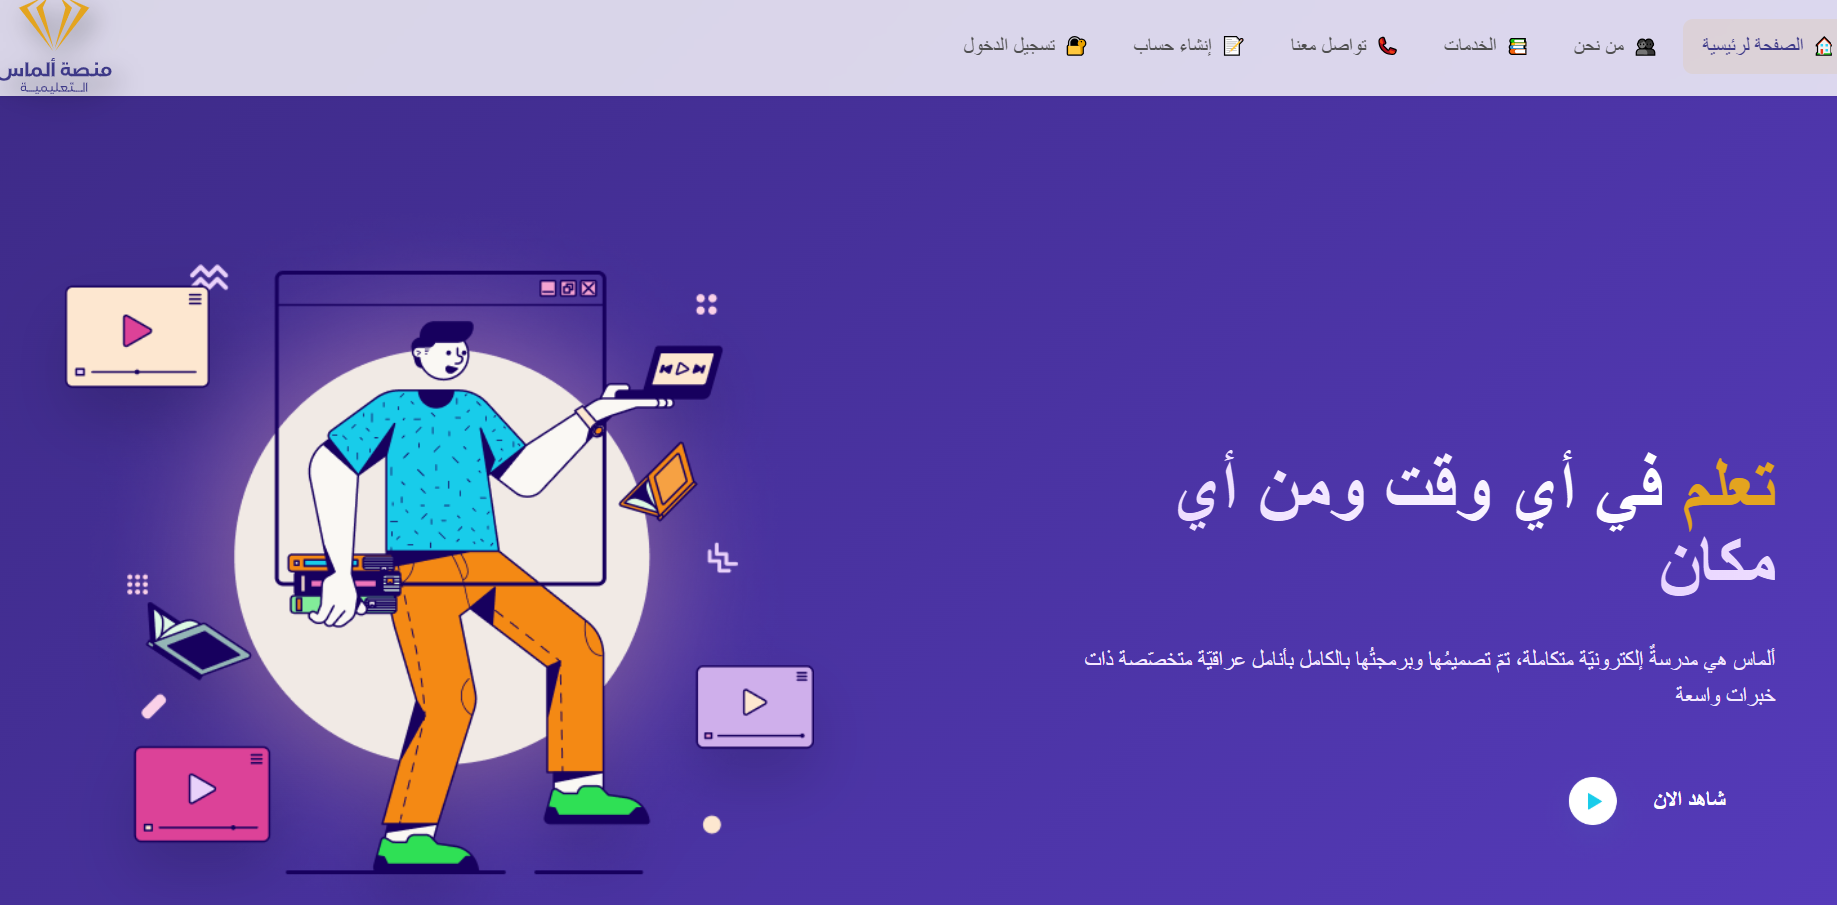 الصفحة لرئيسية
من نحن
الخدمات
تواصل معنا
إنشاء حساب
تسجيل الدخول
منصة ألماس
التعليمية
تعلم في أي وقت ومن أي
مكان
ألماس هي مدرسةٌ إلكترونيّة متكاملة، تمّ تصميمُها وبرمجتُها بالكامل بأنامل عراقيّة متخصّصة ذات
خبرات واسعة
شاهد الان